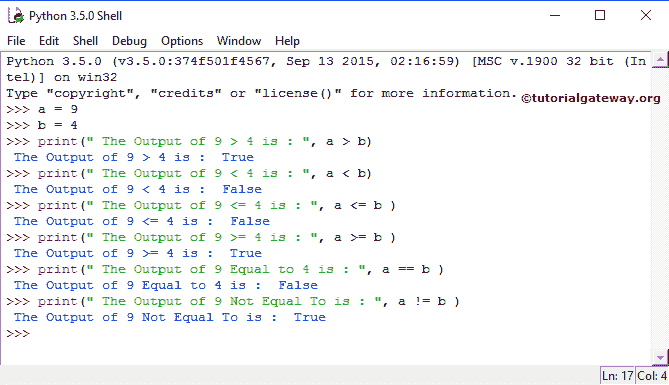 Python 3.5.0 Shell
File Edit Shell Debug Options Window Help
Python 3.5.0 (v3.5.0:374f501f4567, Sep 13 2015, 02:16:59) [MSC v.1900 32 bit (In
tel)] on win32
Type "copyright", "credits" or "license()" for more information.
©tutorialgateway.org
>>> a = 9
>>> b = 4
>>> print(" The Output of 9 > 4 is : ", a > b)
 The Output of 9 > 4 is :  True
>>> print(" The Output of 9 < 4 is : ", a < b)
 The Output of 9 < 4 is :  False
>>> print(" The Output of 9 <= 4 is : ", a <= b )
 The Output of 9 <= 4 is :  False
>>> print(" The Output of 9 >= 4 is : ", a >= b )
 The Output of 9 >= 4 is :  True
>>> print(" The Output of 9 Equal to 4 is : ", a == b )
 The Output of 9 Equal to 4 is :  False
>>> print(" The Output of 9 Not Equal To is : ", a != b )
 The Output of 9 Not Equal To is :  True
>>>
Ln: 17 Col: 4